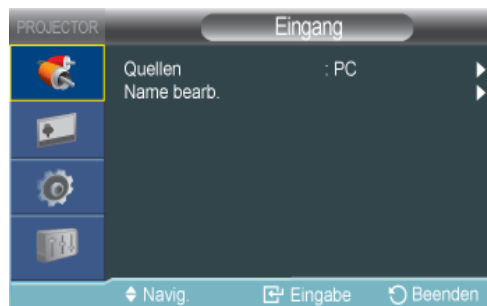 PROJECTOR Eingang
Quellen : PC
Name bearb.
Navig. Eingabe Beenden